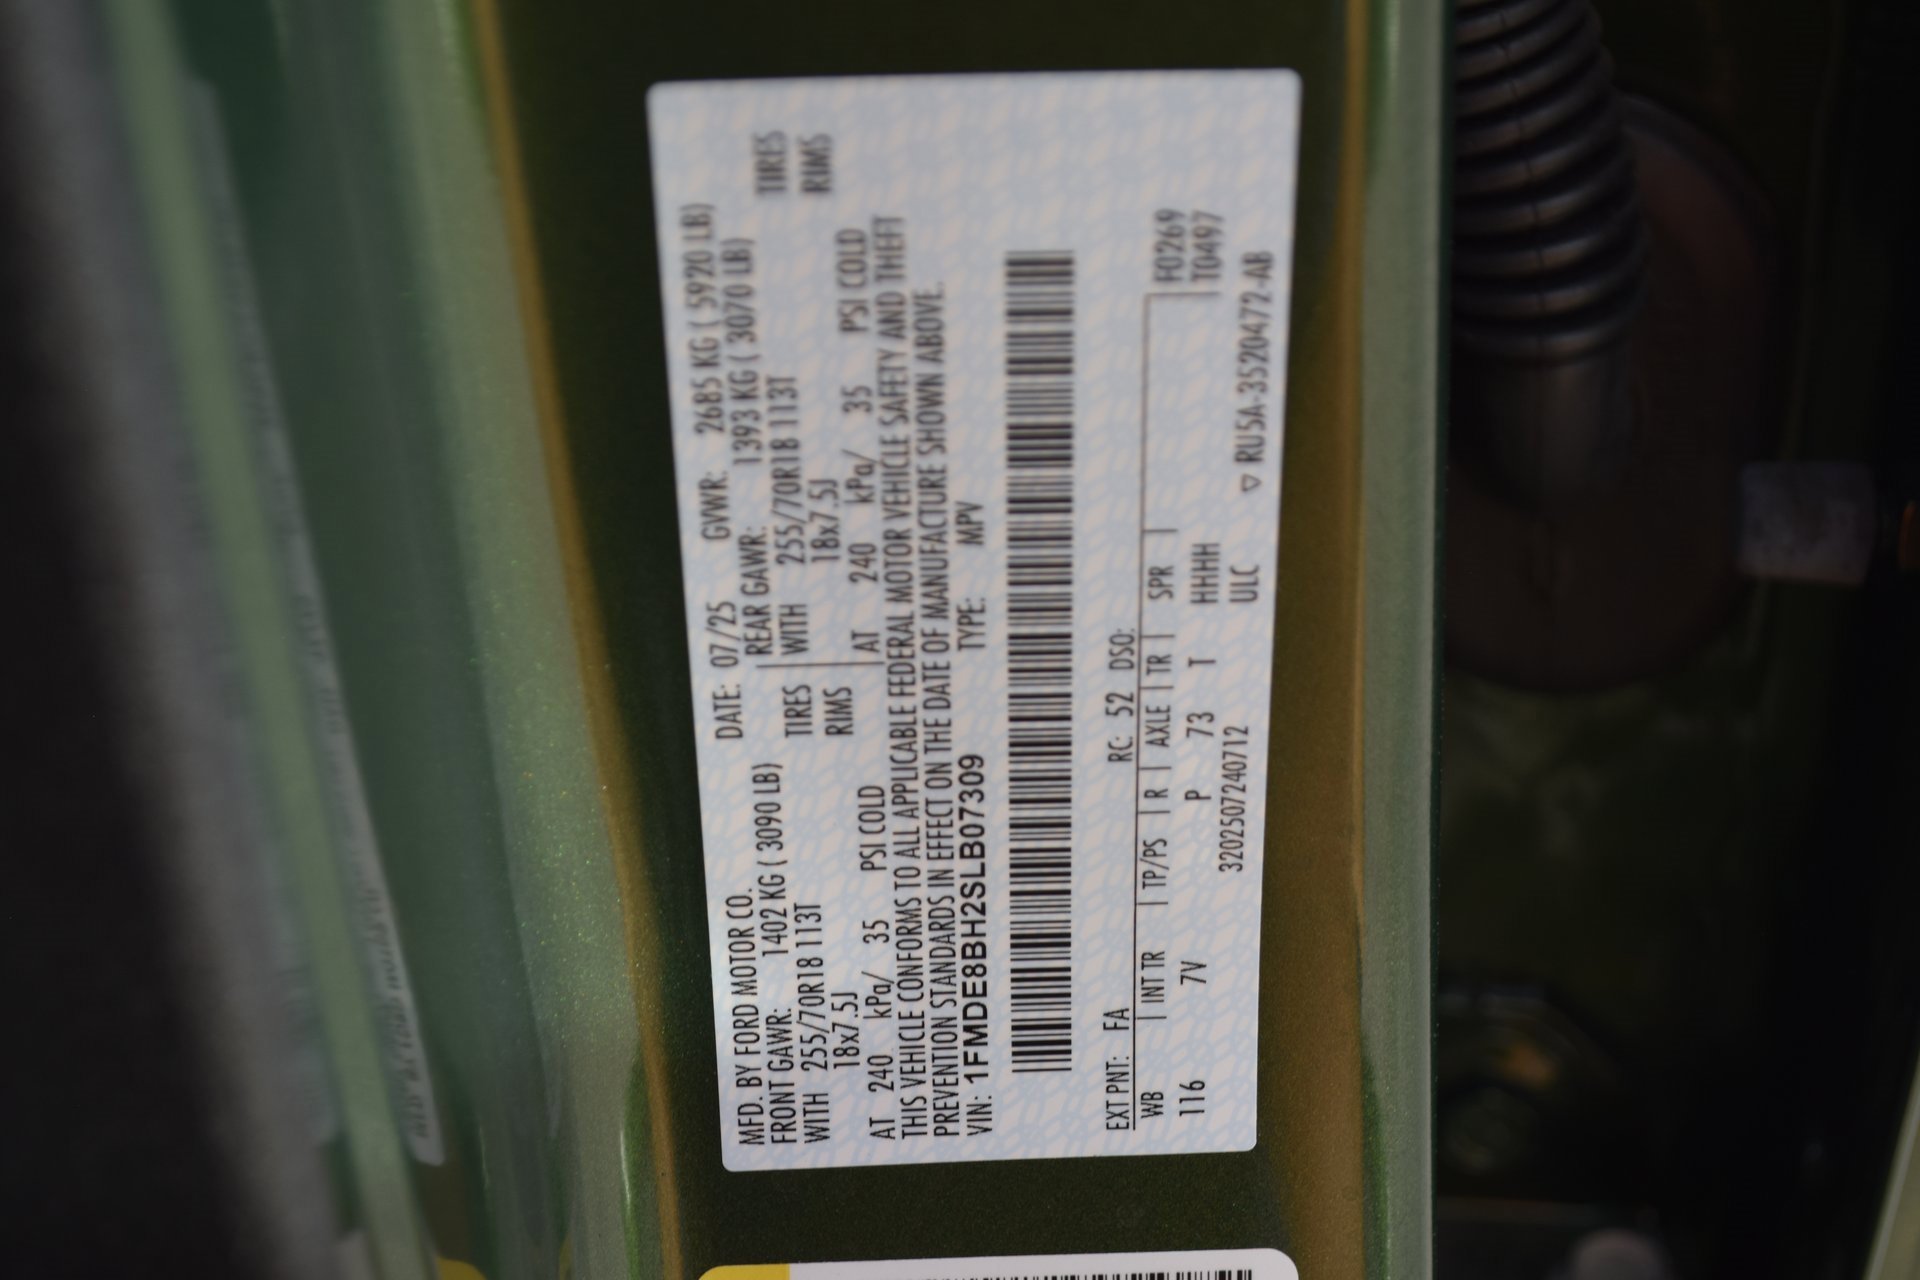 MFD. BY FORD MOTOR CO.
DATE: 07/25 GVWR: 2685 KG ( 5920 LB)
FRONT GAWR: 1402 KG ( 3090 LB)
REAR GAWR: 1393 KG ( 3070 LB)
WITH 255/70R18 113T TIRES
WITH 255/70R18 113T TIRES
18x7.5J RIMS
18x7.5J RIMS
AT 240 kPa/ 35 PSI COLD
AT 240 kPa/ 35 PSI COLD
THIS VEHICLE CONFORMS TO ALL APPLICABLE FEDERAL MOTOR VEHICLE SAFETY AND THEFT
PREVENTION STANDARDS IN EFFECT ON THE DATE OF MANUFACTURE SHOWN ABOVE.
VIN: 1FMDE8BH2SLB07309 TYPE: MPV
EXT PNT: FA RC: 52 DSO:
WB | INT TR | TP/PS | R | AXLE | TR | SPR | F0269
116 7V P 73 T HHHH T0497
3202507240712 ULC ▽ RU5A-3520472-AB